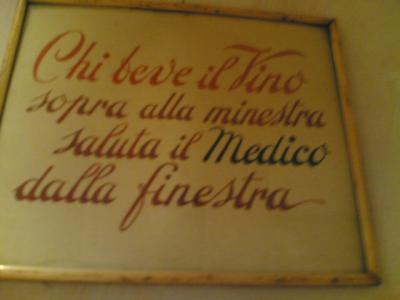 Chi beve il Vino
sopra alla minestra
saluta il Medico
dalla finestra